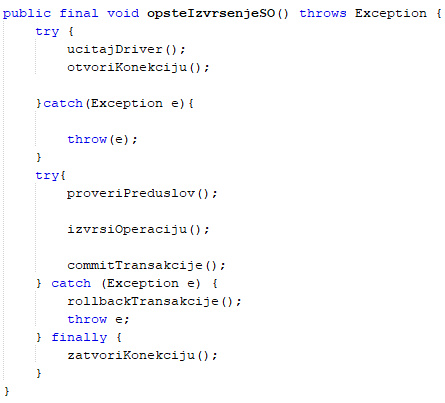 public final void opsteIzvrsenjeSO() throws Exception {
    try {
        ucitajDriver();
        otvoriKonekciju();

    }catch(Exception e){

        throw(e);
    }
    try{
        proveriPreduslov();

        izvrsiOperaciju();

        commitTransakcije();
    } catch (Exception e) {
        rollbackTransakcije();
        throw e;
    } finally {
        zatvoriKonekciju();
    }
}